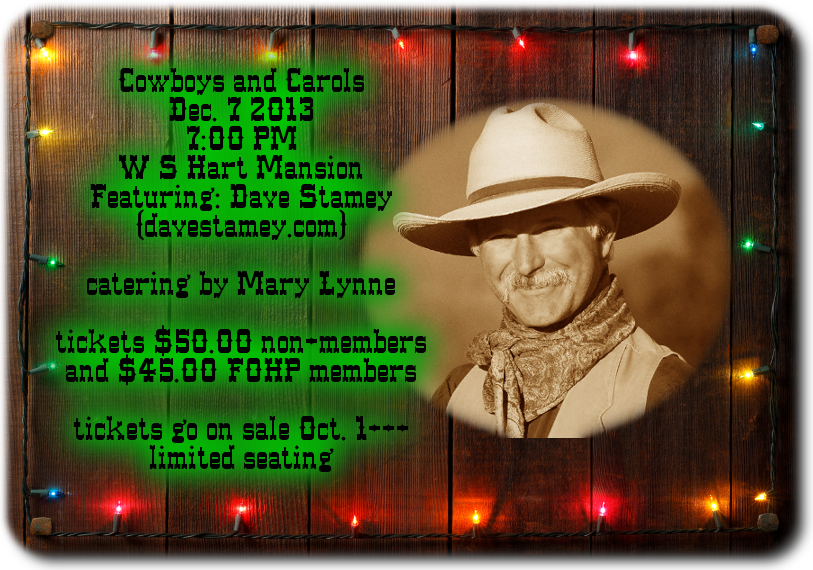 Cowboys and Carols
Dec. 7 2013
7:00 PM
W S Hart Mansion
Featuring: Dave Stamey
(davestamey.com)
catering by Mary Lynne
tickets $50.00 non-members
and $45.00 FOHP members
tickets go on sale Oct. 1---
limited seating